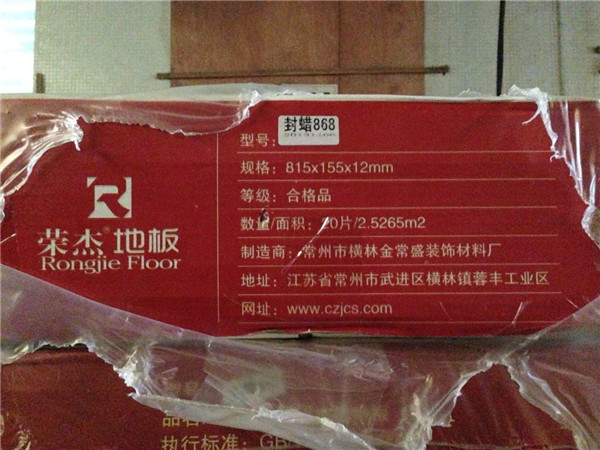 型号:
封蜡868
规格: 815x155x12mm
等级: 合格品
数量/面积: 20片/2.5265m2
制造商: 常州市横林金常盛装饰材料厂
地址: 江苏省常州市武进区横林镇蓉丰工业区
网址: www.czjcs.com
荣杰®地板
Rongjie Floor
执行标准: GB